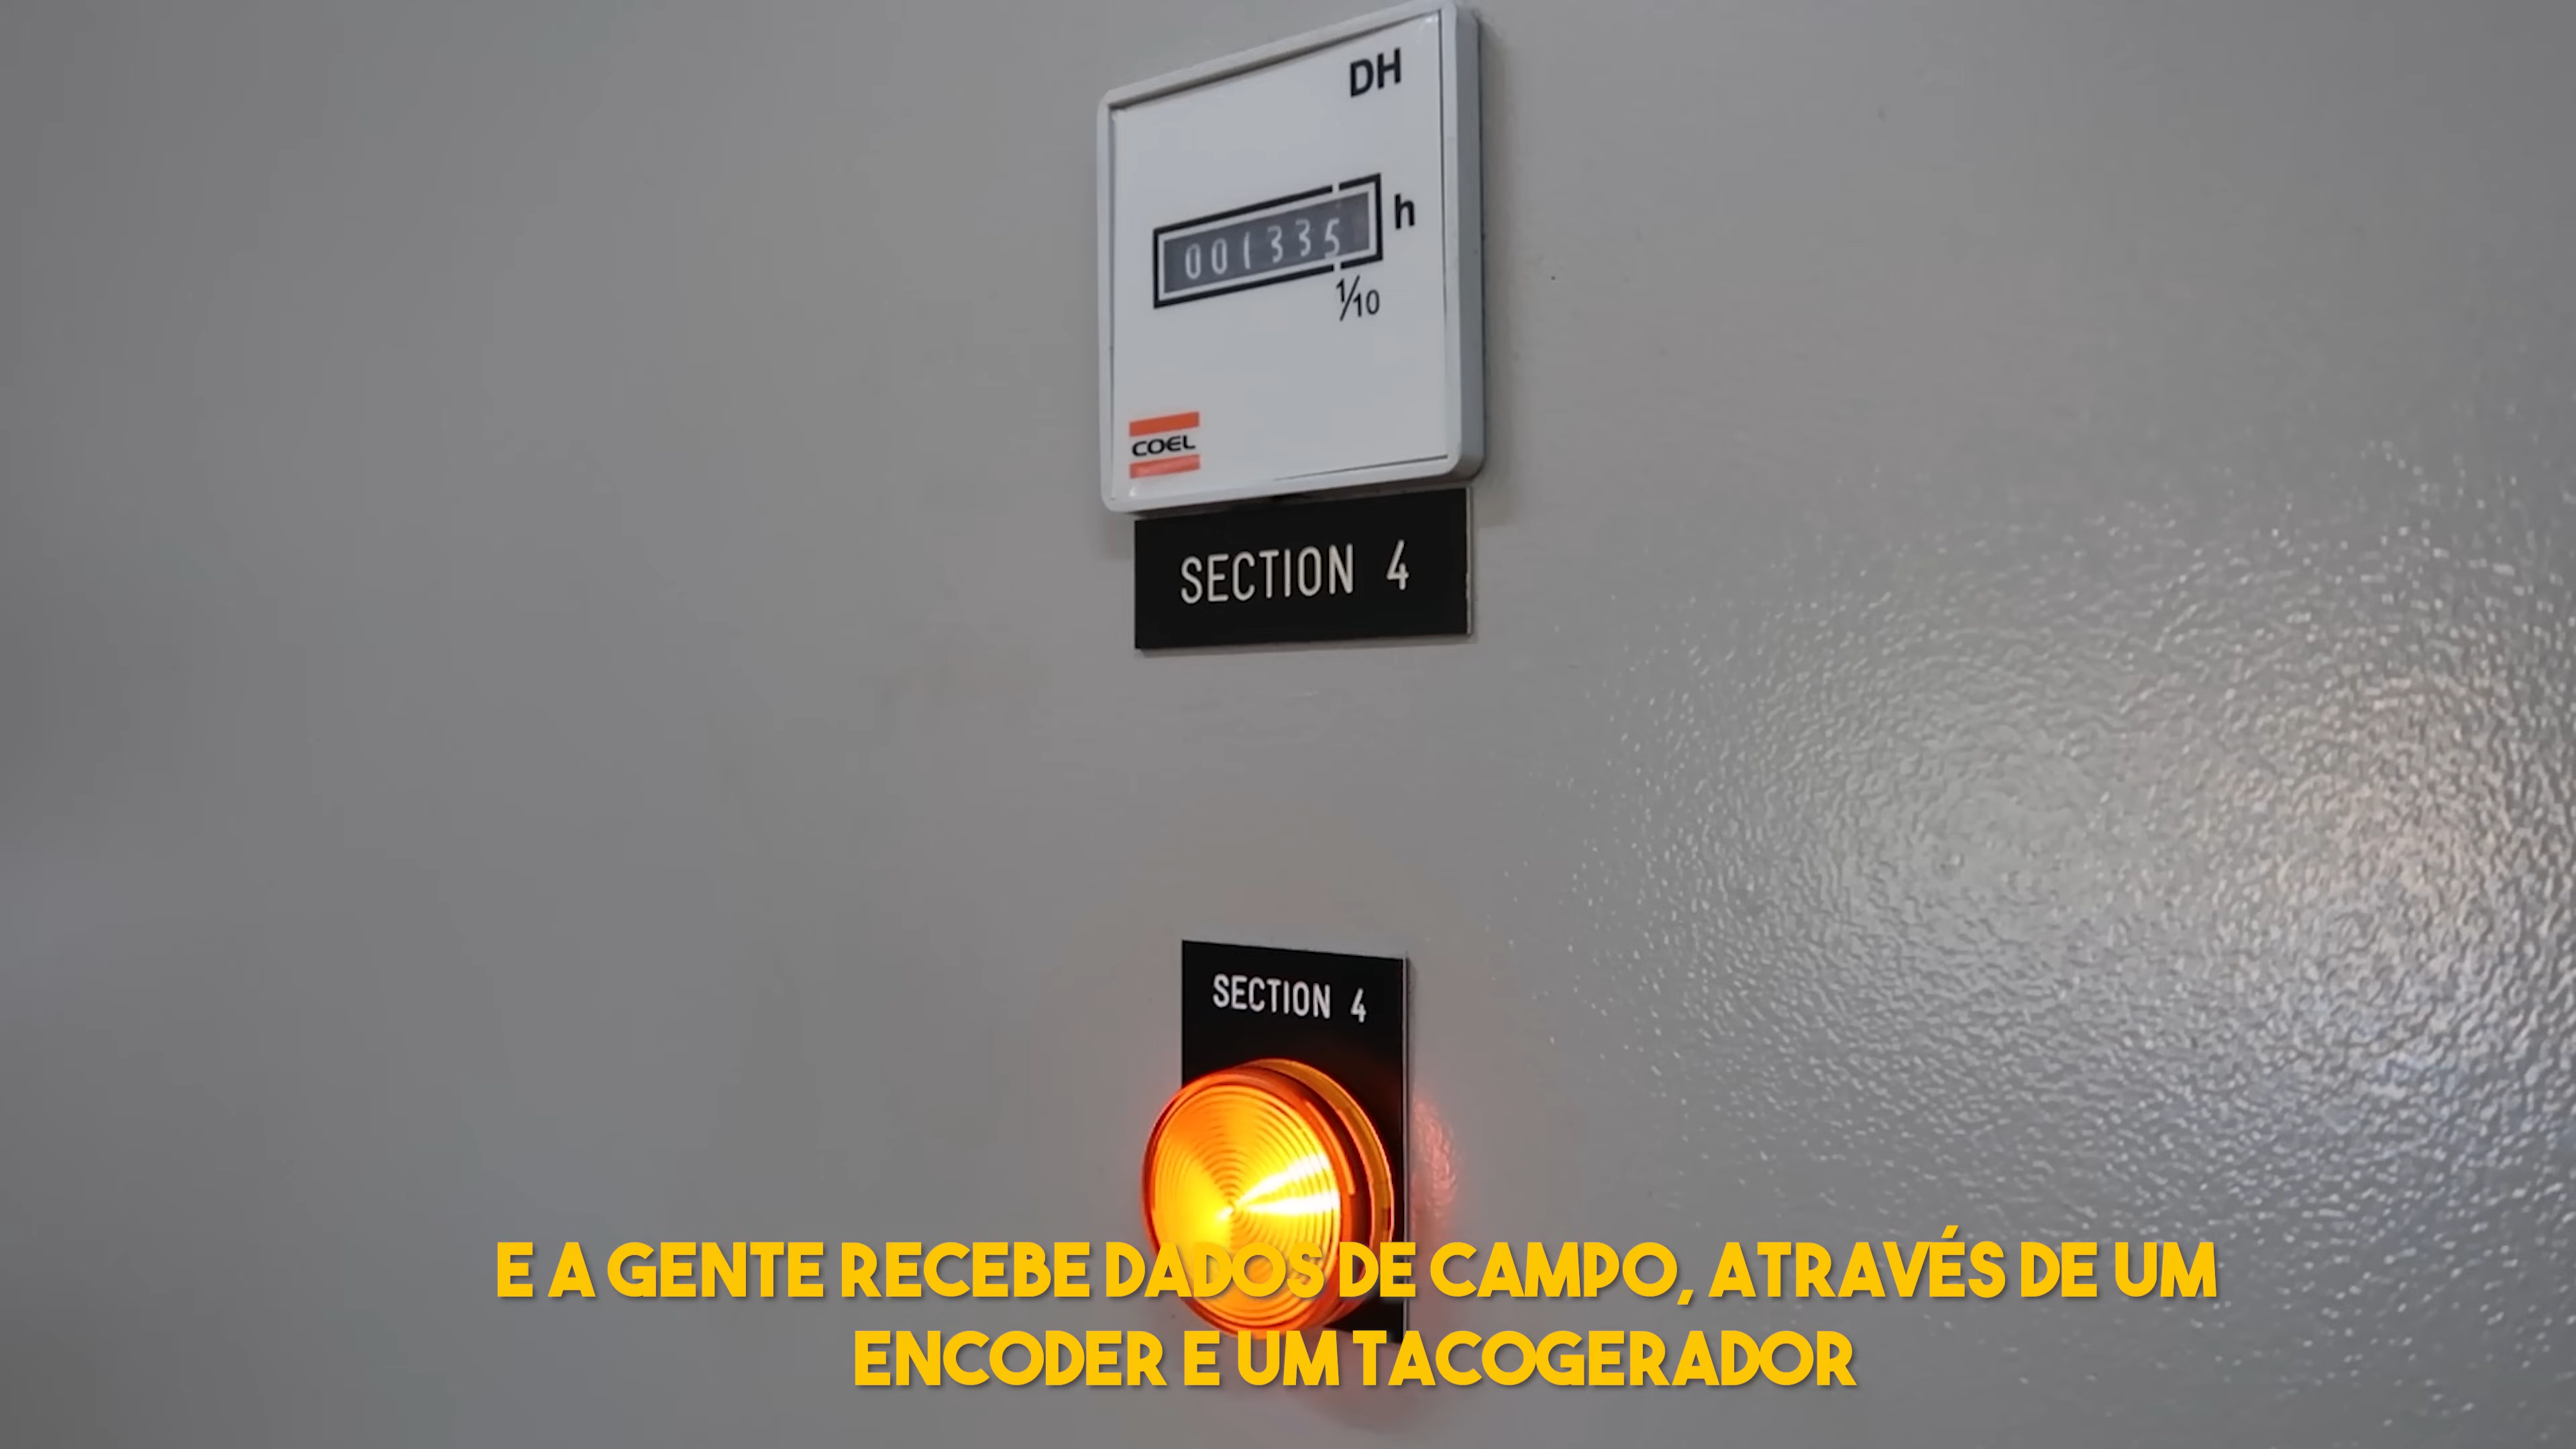 DH
001335 h
1/10
COEL
SECTION 4
SECTION 4
E A GENTE RECEBE DADOS DE CAMPO, ATRAVÉS DE UM
ENCODER E UM TACOGERADOR